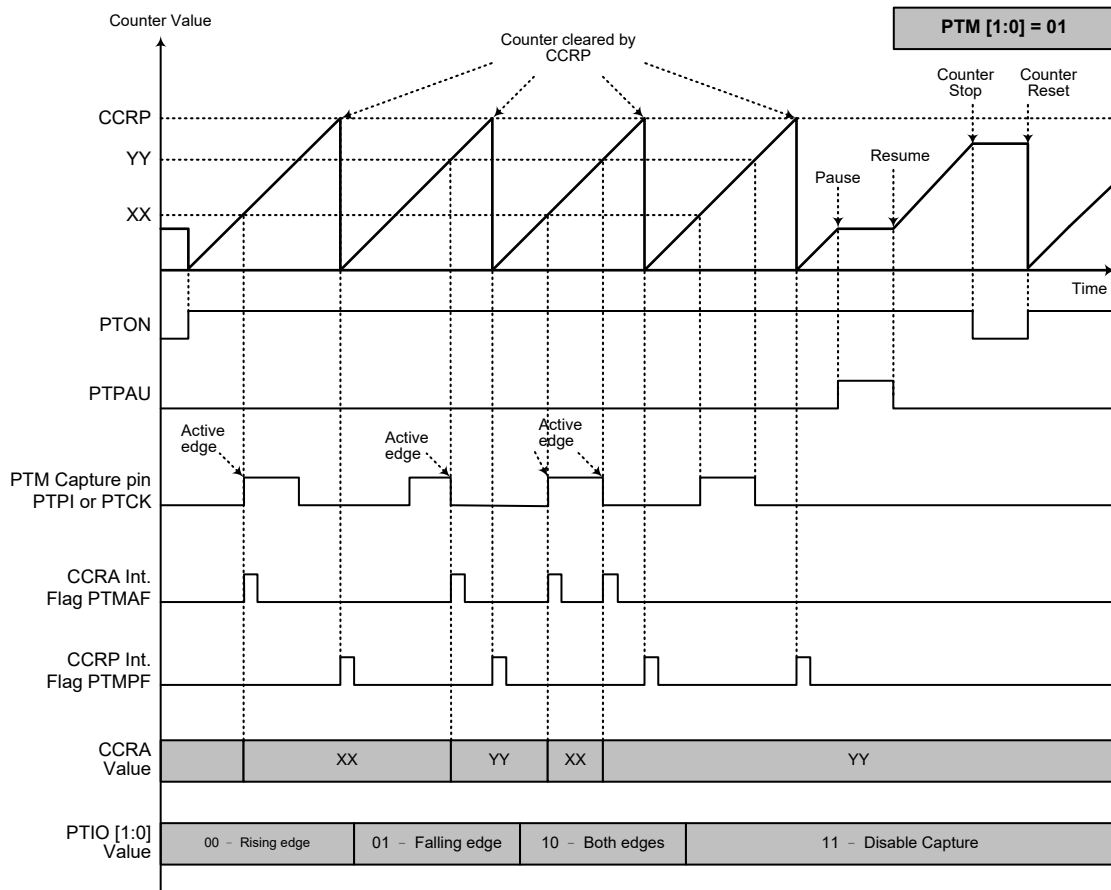 Counter Value
PTM [1:0] = 01
Counter cleared by
CCRP
Counter
Stop
Counter
Reset
CCRP
YY
Resume
Pause
XX
Time
PTON
PTPAU
Active
edge
Active
edge
Active
edge
PTM Capture pin
PTPI or PTCK
CCRA Int.
Flag PTMAF
CCRP Int.
Flag PTMPF
CCRA
Value
XX
YY
XX
YY
PTIO [1:0]
Value
00 - Rising edge
01 - Falling edge
10 - Both edges
11 - Disable Capture